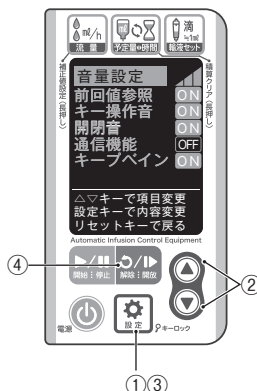 mℓ/h
流 量
予定量⇔時間
滴
≒1mℓ
輸液セット
補正値設定(長押し)
積算クリア(長押し)
音量設定
前回値参照 ON
キー操作音 ON
開閉音 ON
通信機能 OFF
キープベイン ON
△▽キーで項目変更
設定キーで内容変更
リセットキーで戻る
Automatic Infusion Control Equipment
開始┊停止
解除┊開放
④
②
電源
設 定
キーロック
①③